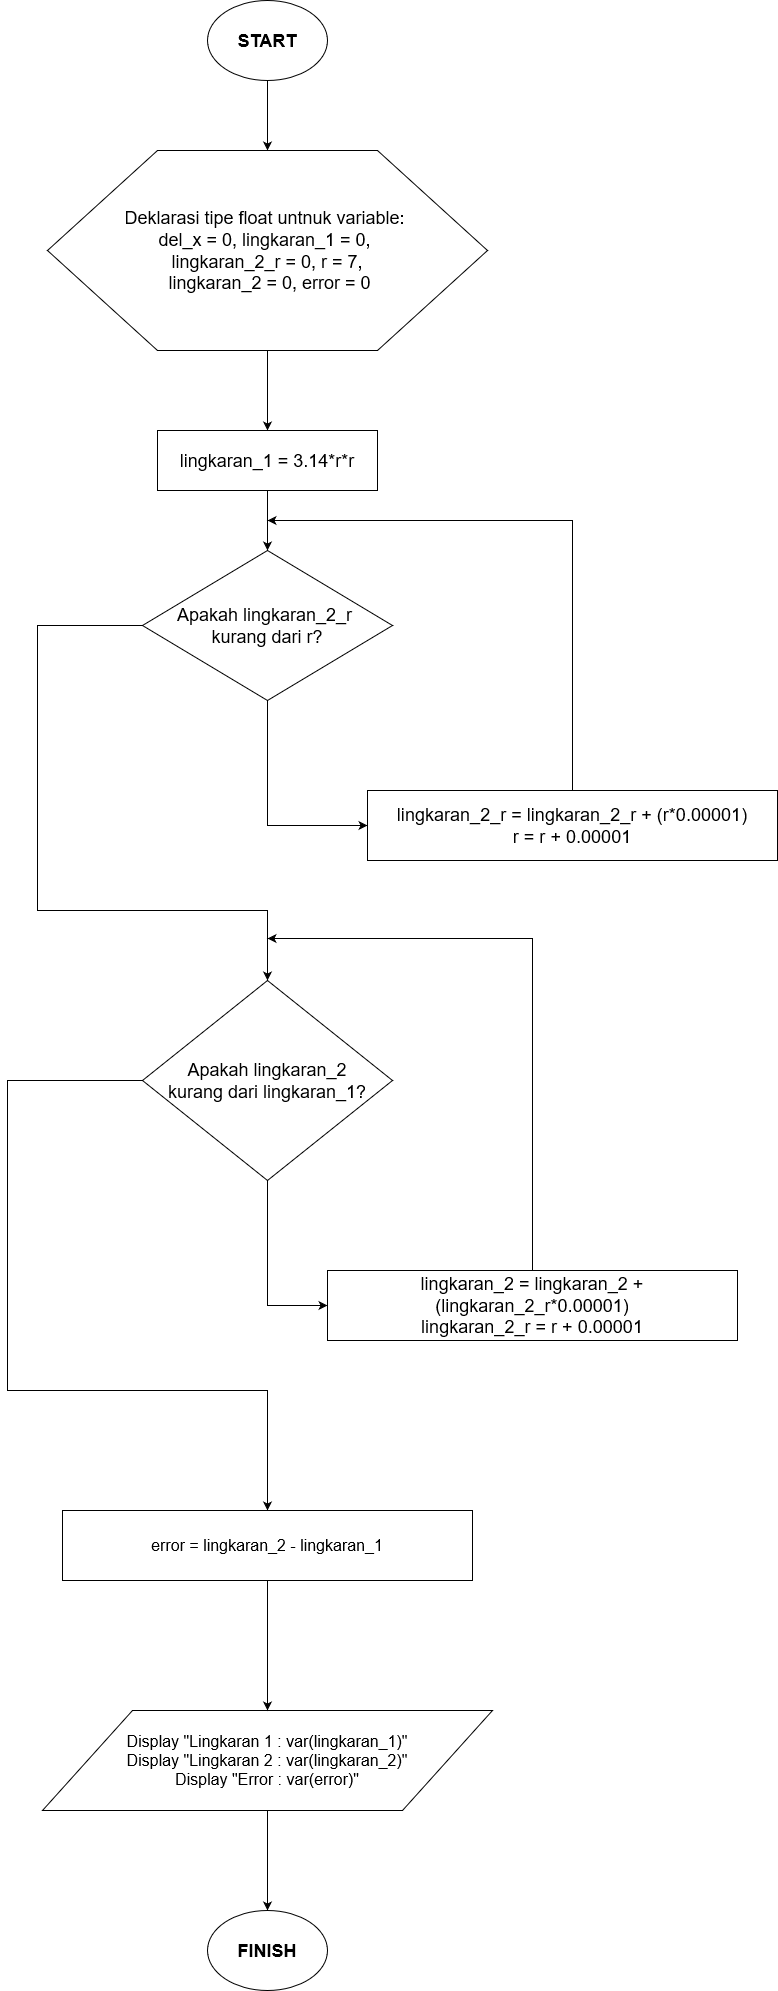 START
Deklarasi tipe float untnuk variable:
del_x = 0, lingkaran_1 = 0,
lingkaran_2_r = 0, r = 7,
lingkaran_2 = 0, error = 0
lingkaran_1 = 3.14*r*r
Apakah lingkaran_2_r
kurang dari r?
lingkaran_2_r = lingkaran_2_r + (r*0.00001)
r = r + 0.00001
Apakah lingkaran_2
kurang dari lingkaran_1?
lingkaran_2 = lingkaran_2 +
(lingkaran_2_r*0.00001)
lingkaran_2_r = r + 0.00001
error = lingkaran_2 - lingkaran_1
Display "Lingkaran 1 : var(lingkaran_1)"
Display "Lingkaran 2 : var(lingkaran_2)"
Display "Error : var(error)"
FINISH